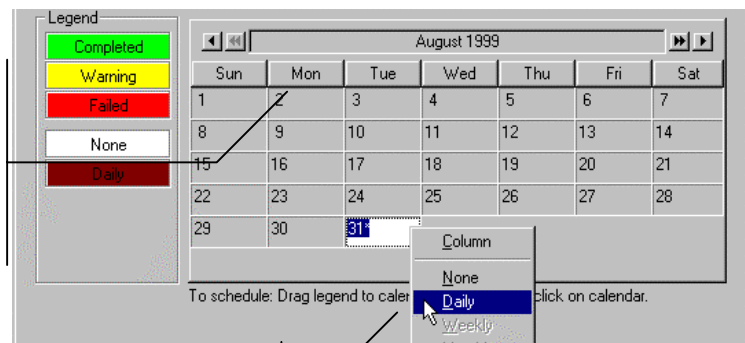 Legend
Completed
Warning
Failed
None
Daily
August 1999
Sun Mon Tue Wed Thu Fri Sat
1 2 3 4 5 6 7
8 9 10 11 12 13 14
15 16 17 18 19 20 21
22 23 24 25 26 27 28
29 30 31*
Column
None
Daily
Weekly
To schedule: Drag legend to caler click on calendar.